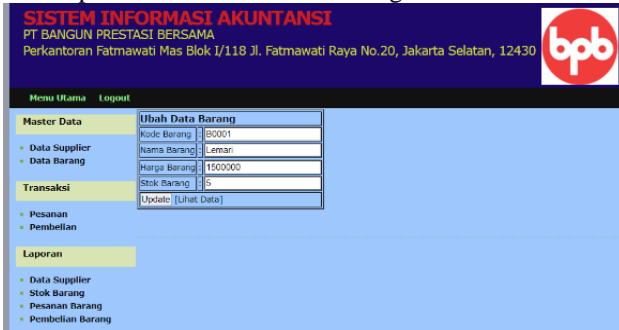 SISTEM INFORMASI AKUNTANSI
PT BANGUN PRESTASI BERSAMA
Perkantoran Fatmawati Mas Blok I/118 Jl. Fatmawati Raya No.20, Jakarta Selatan, 12430
bpb
Menu Utama Logout
Master Data
Data Supplier
Data Barang
Transaksi
Pesanan
Pembelian
Laporan
Data Supplier
Stok Barang
Pesanan Barang
Pembelian Barang
Ubah Data Barang
Kode Barang : B0001
Nama Barang : Lemari
Harga Barang : 1500000
Stok Barang : 5
Update [Lihat Data]